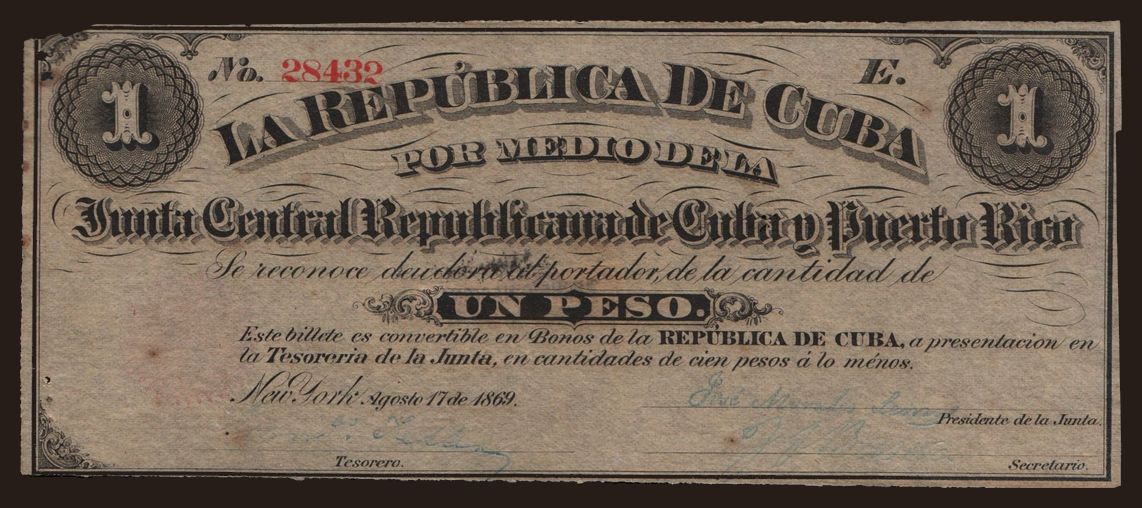 No. 28432 E.
1 1
LA REPÚBLICA DE CUBA
POR MEDIO DE LA
Junta Central Republicana de Cuba y Puerto Rico
Se reconoce deudora al portador, de la cantidad de
UN PESO.
Este billete es convertible en Bonos de la REPÚBLICA DE CUBA, a presentacion en
la Tesoreria de la Junta, en cantidades de cien pesos á lo ménos.
New York Agosto 17 de 1869.
José Morales Lemus
Presidente de la Junta.
Tesorero.
Secretario.